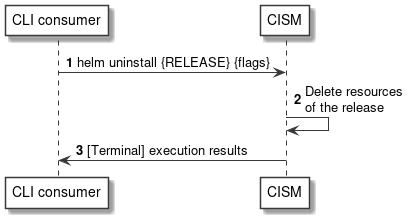 CLI consumer
CISM
1 helm uninstall {RELEASE} {flags}
2 Delete resources
of the release
3 [Terminal] execution results
CLI consumer
CISM